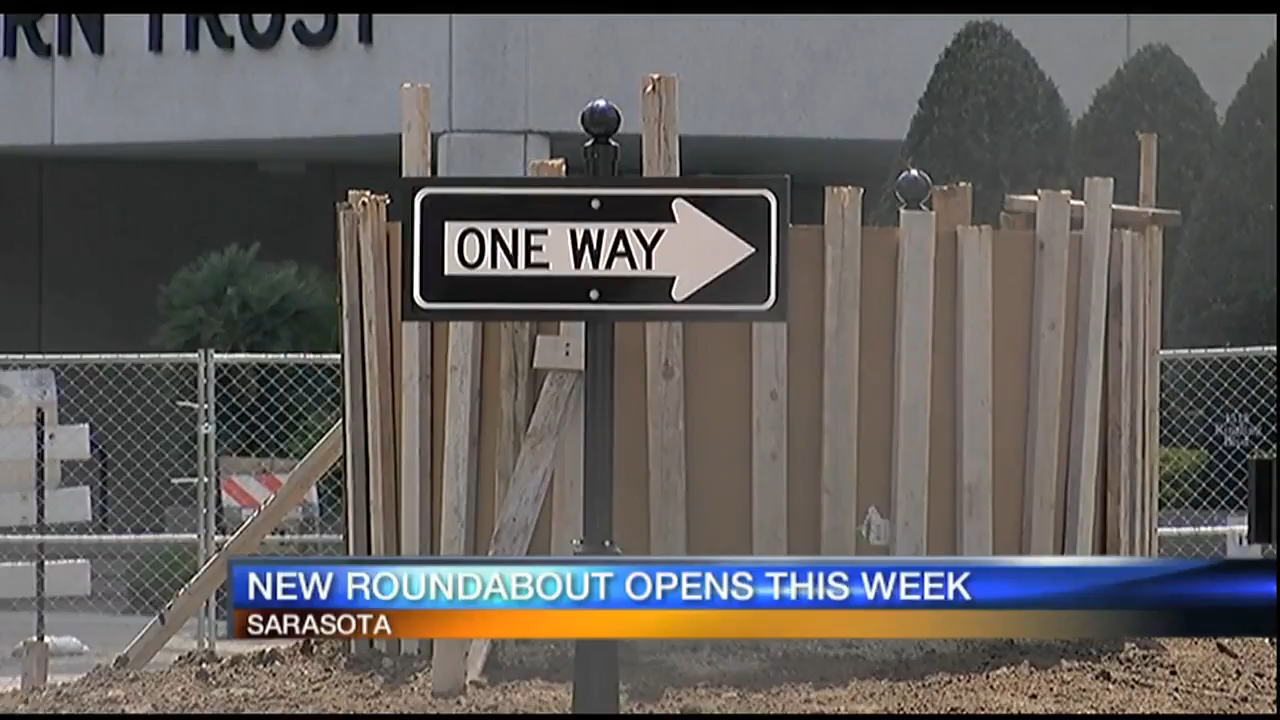 RN TRUST
ONE WAY
NEW ROUNDABOUT OPENS THIS WEEK
SARASOTA